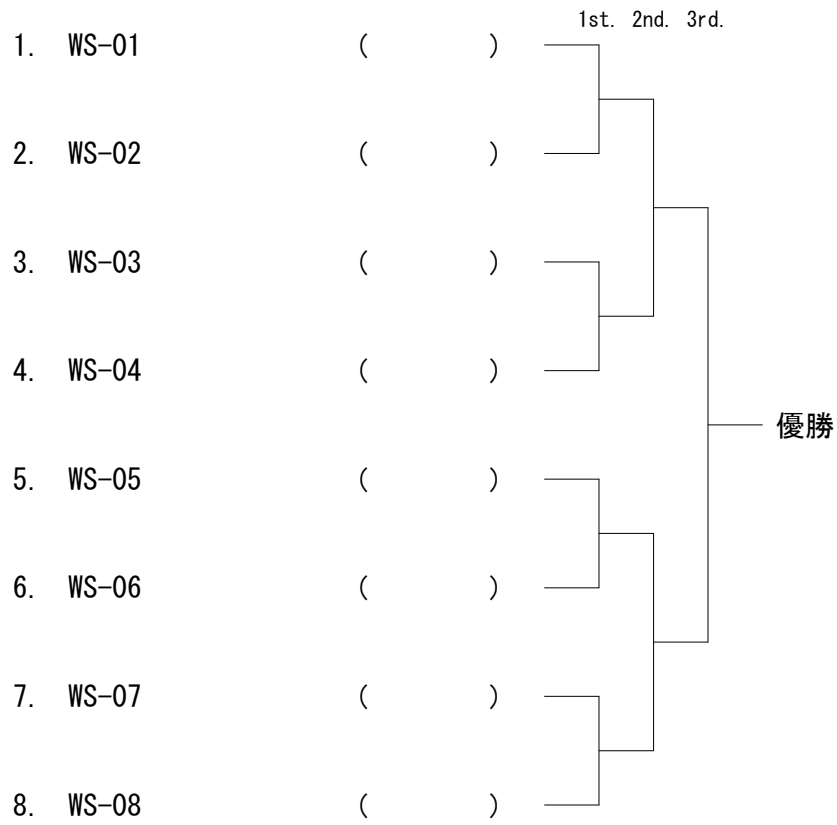 1st. 2nd. 3rd.
1. WS-01 ( )
2. WS-02 ( )
3. WS-03 ( )
4. WS-04 ( )
優勝
5. WS-05 ( )
6. WS-06 ( )
7. WS-07 ( )
8. WS-08 ( )